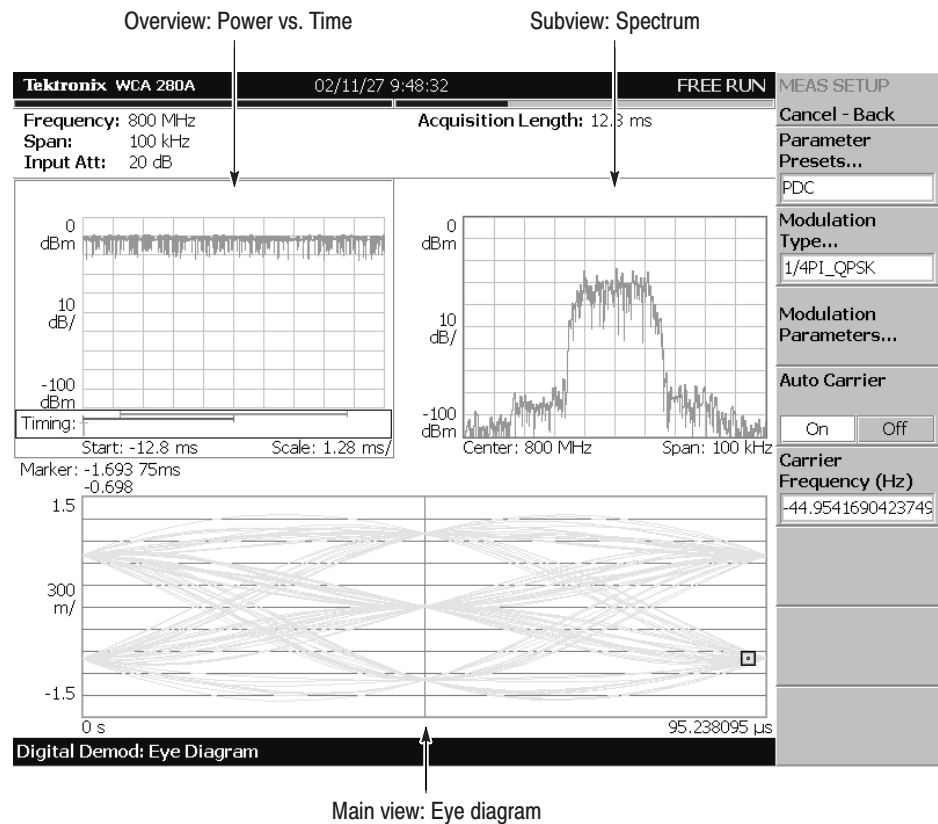 Overview: Power vs. Time
Subview: Spectrum
Tektronix WCA 280A 02/11/27 9:48:32 FREE RUN
Frequency: 800 MHz
Span: 100 kHz
Input Att: 20 dB
Acquisition Length: 12.8 ms
0
dBm
10
dB/
-100
dBm
Timing:
Start: -12.8 ms Scale: 1.28 ms/
0
dBm
10
dB/
-100
dBm
Center: 800 MHz Span: 100 kHz
Marker: -1.693 75ms
-0.698
1.5
300
m/
-1.5
0 s 95.238095 µs
Digital Demod: Eye Diagram
MEAS SETUP
Cancel - Back
Parameter
Presets...
PDC
Modulation
Type...
1/4PI_QPSK
Modulation
Parameters...
Auto Carrier
On Off
Carrier
Frequency (Hz)
-44.9541690423749
Main view: Eye diagram